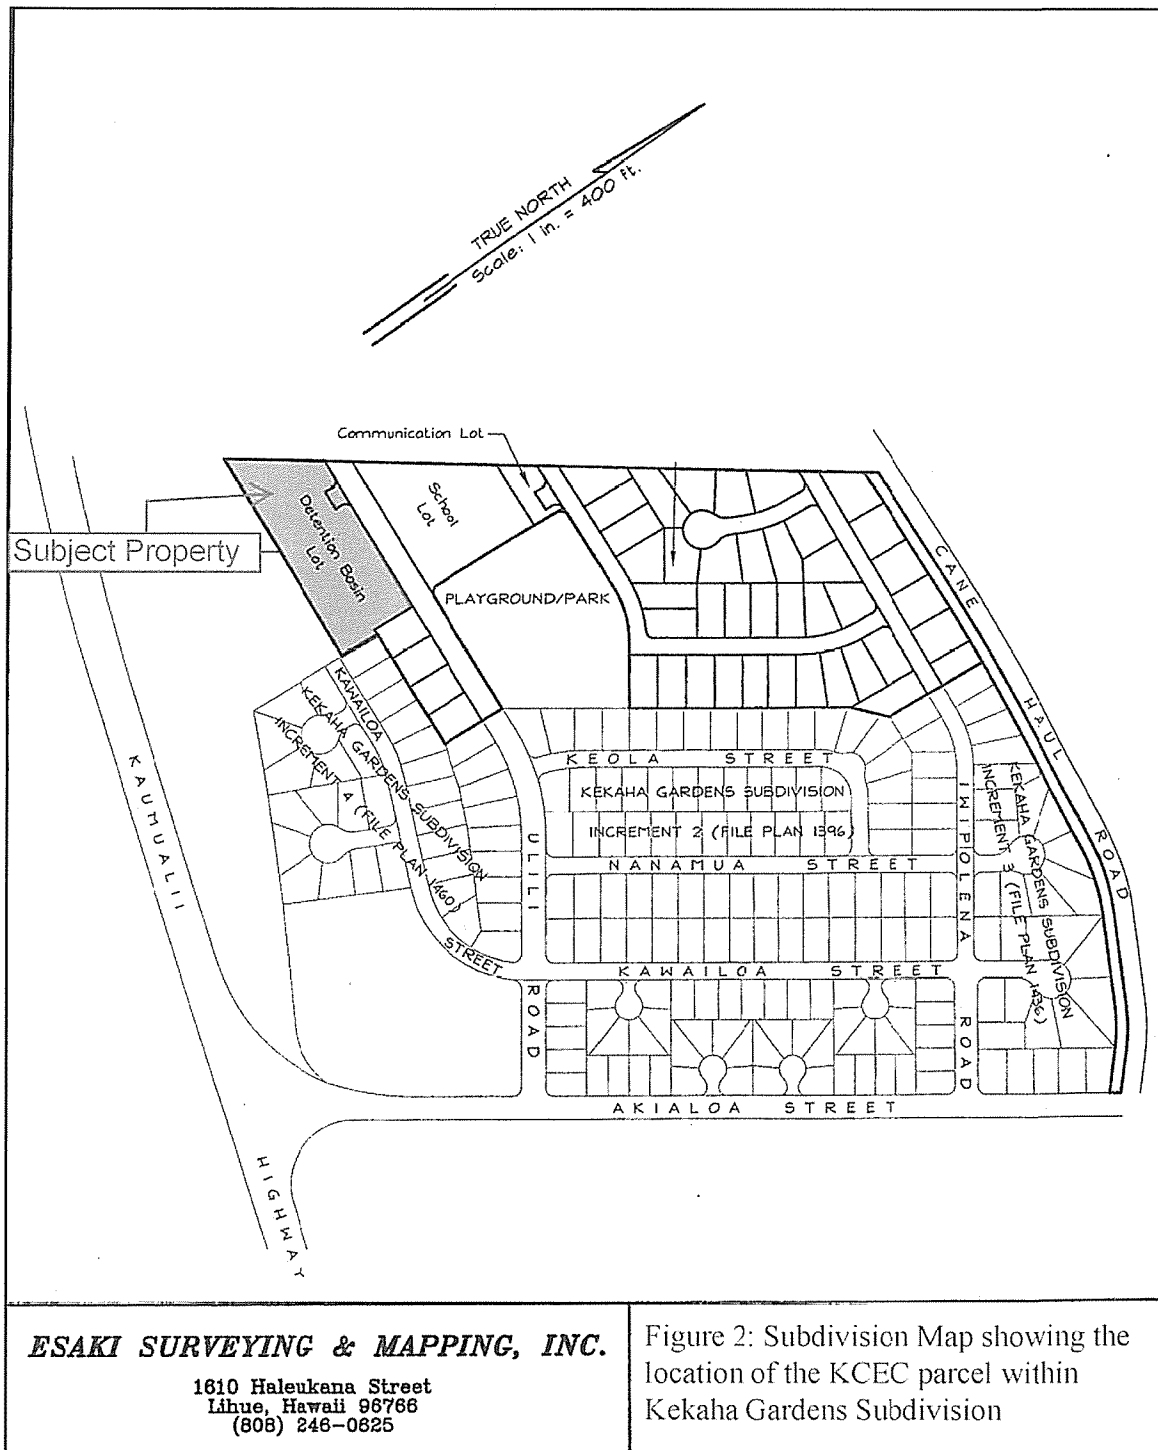 TRUE NORTH
Scale: 1 in. = 400 ft.
Communication Lot
School
Lot
Detention Basin
Lot
Subject Property
PLAYGROUND/PARK
CANE HAUL ROAD
KAWAILOA
KEKAHA GARDENS SUBDIVISION
INCREMENT 4 (FILE PLAN 1460)
STREET
KEOLA STREET
KEKAHA GARDENS SUBDIVISION
INCREMENT 2 (FILE PLAN 1396)
NANAMUA STREET
ULILI
ROAD
IWIPOLENA
ROAD
KEKAHA GARDENS SUBDIVISION
INCREMENT 3 (FILE PLAN 1436)
KAWAILOA STREET
AKIALOA STREET
KAUMUALII
HIGHWAY
ESAKI SURVEYING & MAPPING, INC.
1610 Haleukana Street
Lihue, Hawaii 96766
(808) 246-0625
Figure 2: Subdivision Map showing the
location of the KCEC parcel within
Kekaha Gardens Subdivision